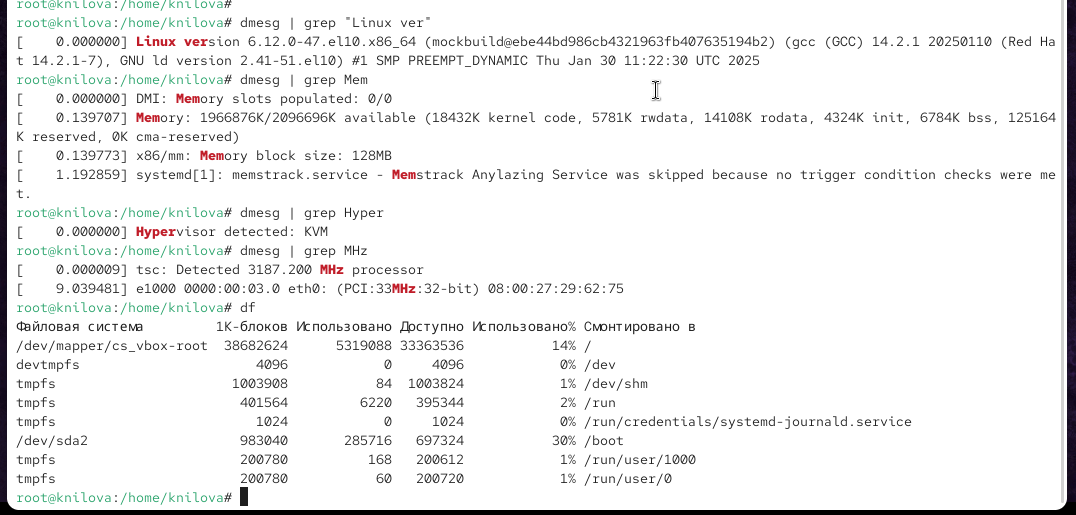 root@knilova:/home/knilova#
root@knilova:/home/knilova# dmesg | grep "Linux ver"
[    0.000000] Linux version 6.12.0-47.el10.x86_64 (mockbuild@ebe44bd986cb4321963fb407635194b2) (gcc (GCC) 14.2.1 20250110 (Red Ha
t 14.2.1-7), GNU ld version 2.41-51.el10) #1 SMP PREEMPT_DYNAMIC Thu Jan 30 11:22:30 UTC 2025
root@knilova:/home/knilova# dmesg | grep Mem
[    0.000000] DMI: Memory slots populated: 0/0
[    0.139707] Memory: 1966876K/2096696K available (18432K kernel code, 5781K rwdata, 14108K rodata, 4324K init, 6784K bss, 125164
K reserved, 0K cma-reserved)
[    0.139773] x86/mm: Memory block size: 128MB
[    1.192859] systemd[1]: memstrack.service - Memstrack Anylazing Service was skipped because no trigger condition checks were me
t.
root@knilova:/home/knilova# dmesg | grep Hyper
[    0.000000] Hypervisor detected: KVM
root@knilova:/home/knilova# dmesg | grep MHz
[    0.000009] tsc: Detected 3187.200 MHz processor
[    9.039481] e1000 0000:00:03.0 eth0: (PCI:33MHz:32-bit) 08:00:27:29:62:75
root@knilova:/home/knilova# df
Файловая система         1K-блоков Использовано Доступно Использовано% Смонтировано в
/dev/mapper/cs_vbox-root  38682624      5319088 33363536           14% /
devtmpfs                      4096            0     4096            0% /dev
tmpfs                      1003908           84  1003824            1% /dev/shm
tmpfs                       401564         6220   395344            2% /run
tmpfs                         1024            0     1024            0% /run/credentials/systemd-journald.service
/dev/sda2                   983040       285716   697324           30% /boot
tmpfs                       200780          168   200612            1% /run/user/1000
tmpfs                       200780           60   200720            1% /run/user/0
root@knilova:/home/knilova#